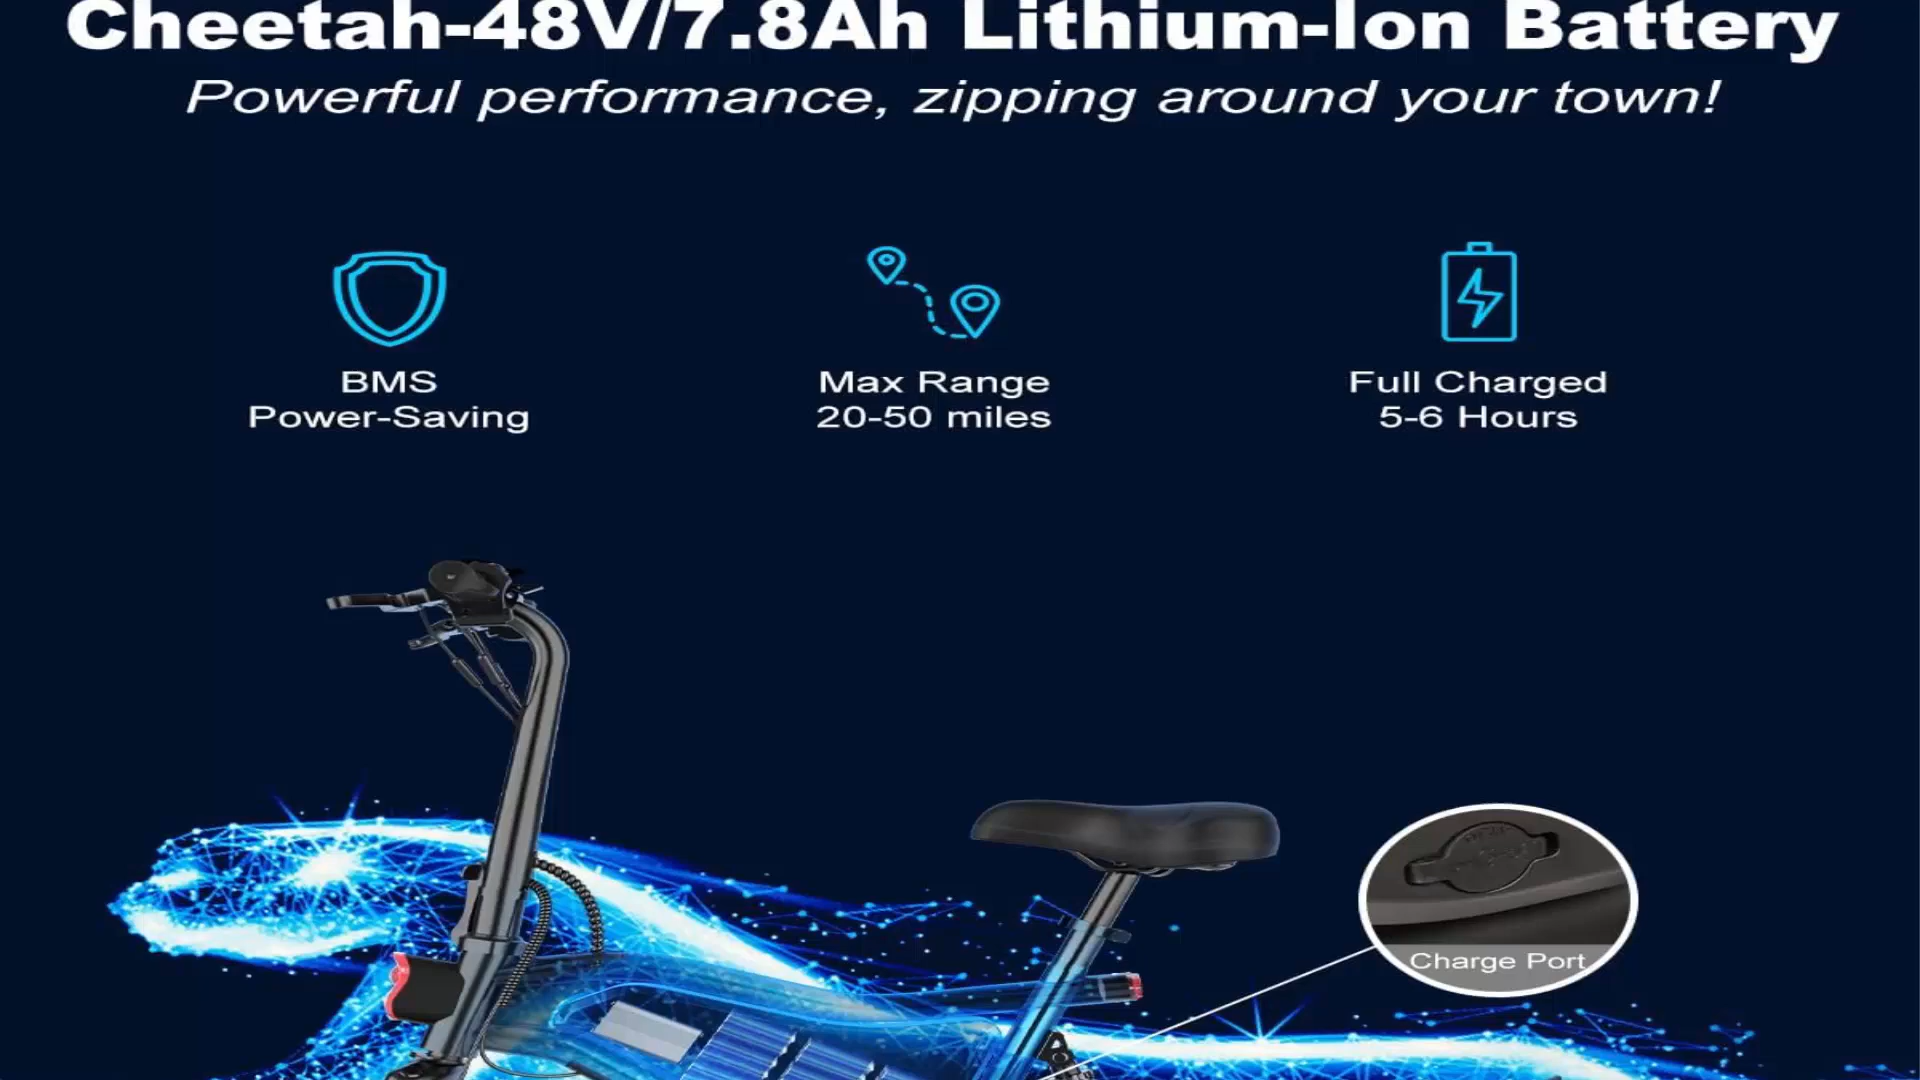 Cheetah-48V/7.8Ah Lithium-Ion Battery
Powerful performance, zipping around your town!
BMS
Power-Saving
Max Range
20-50 miles
Full Charged
5-6 Hours
Charge Port